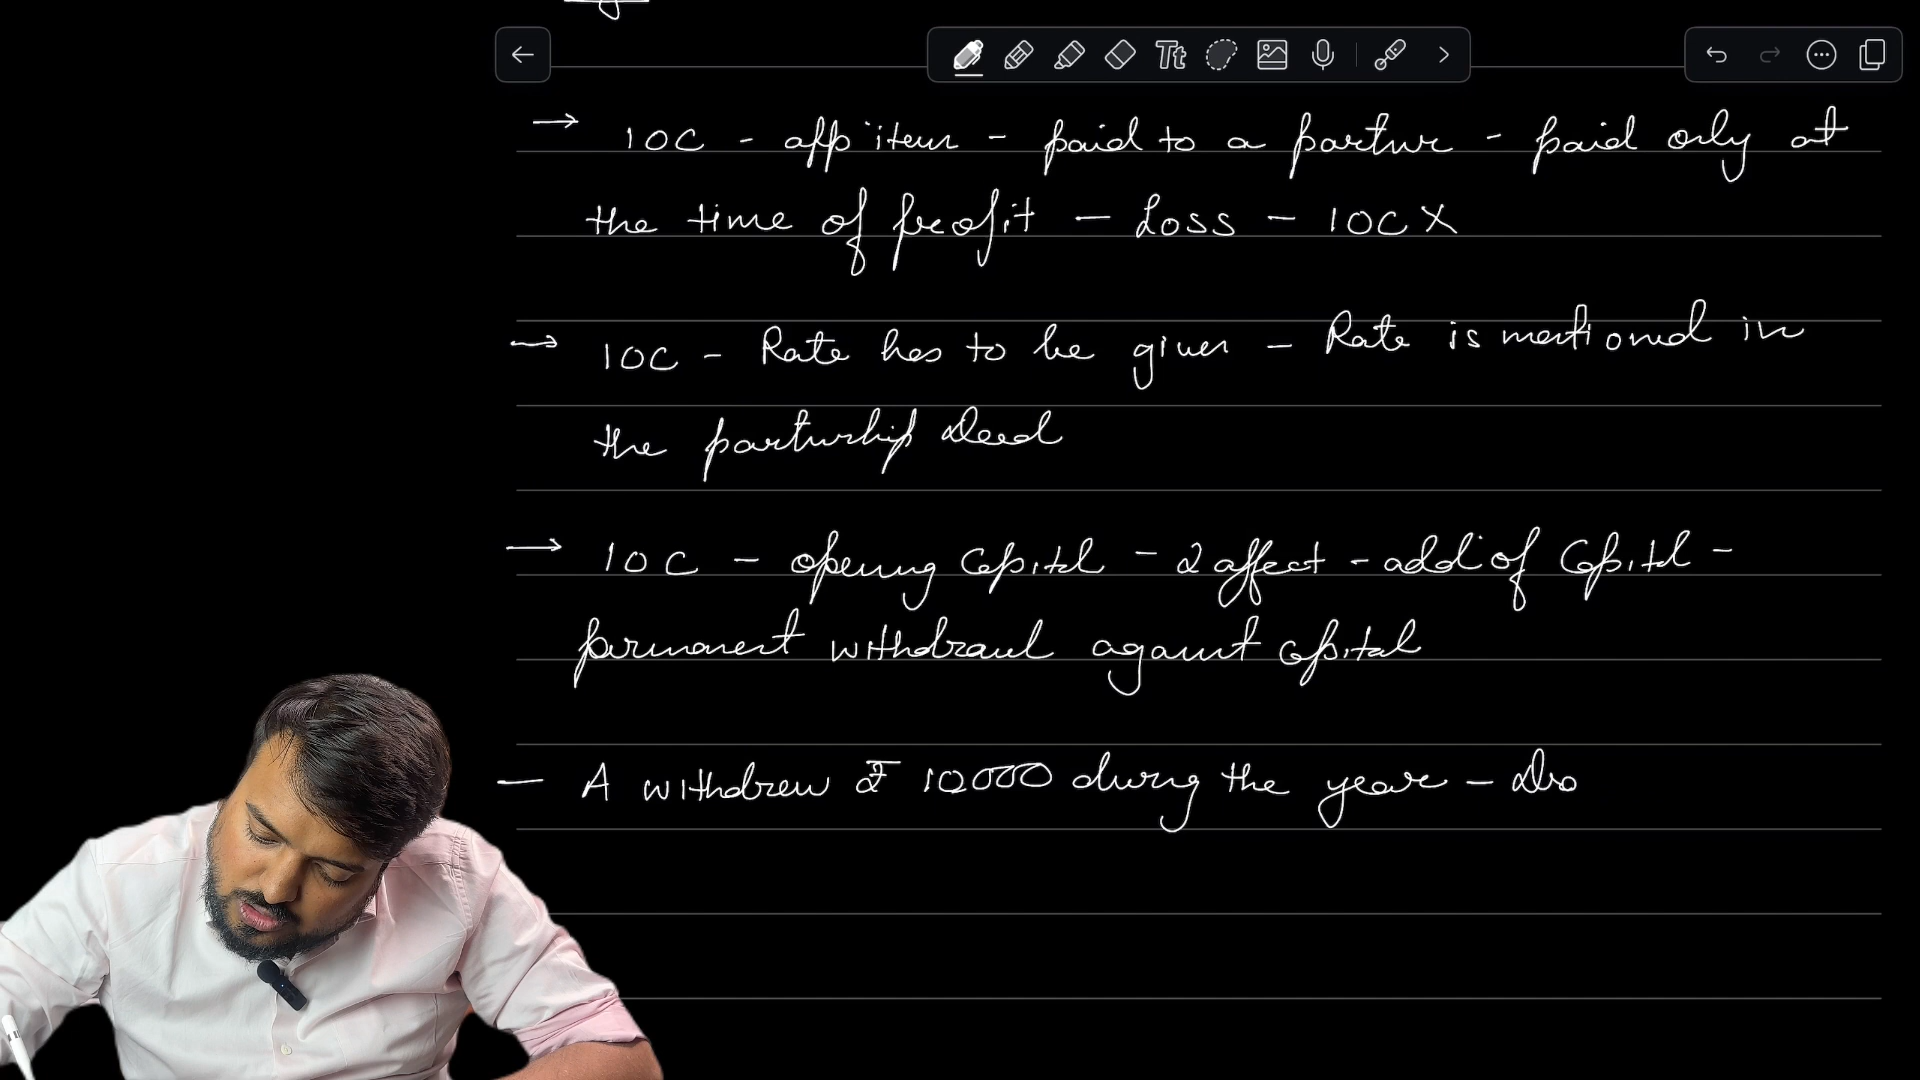 → IOC - app item - paid to a partner - paid only at
the time of profit - Loss - IOC X
→ IOC - Rate has to be given - Rate is mentioned in
the partnership Deed
→ IOC - opening Capital - 2 affect - add of Capital -
permanent withdrawal against capital
- A withdrew ₹ 10000 during the year -